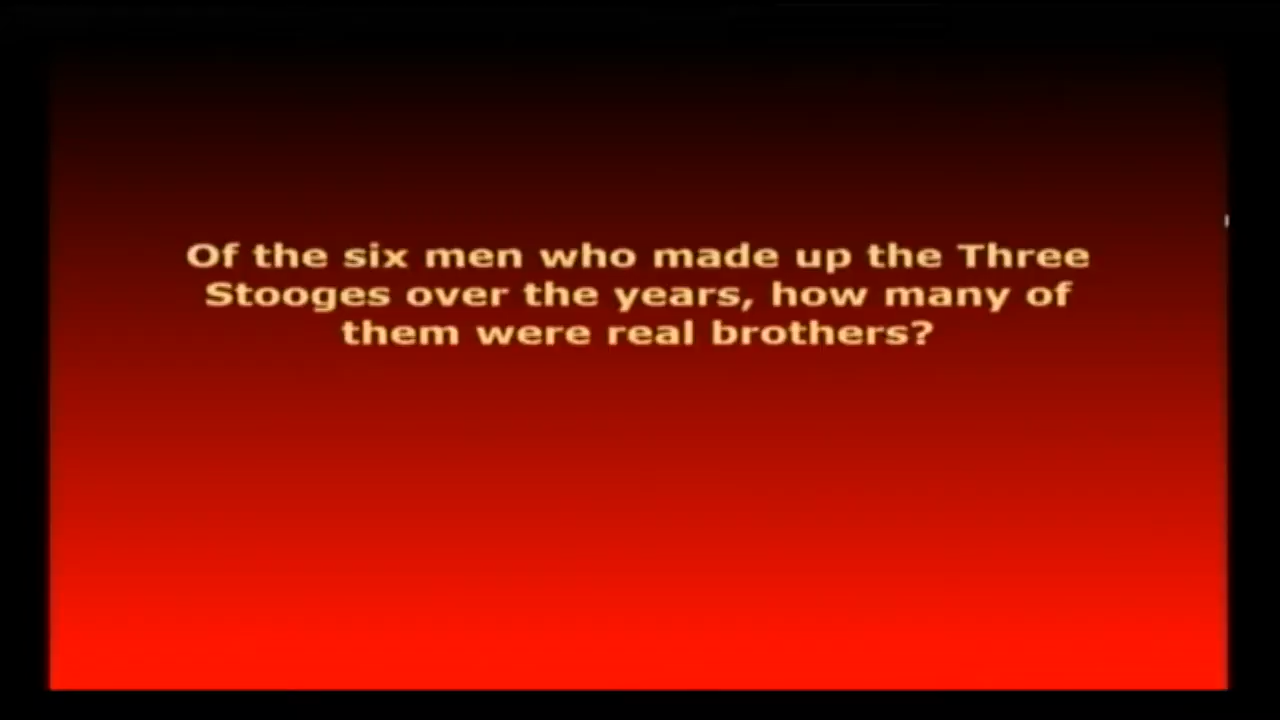 Of the six men who made up the Three
Stooges over the years, how many of
them were real brothers?